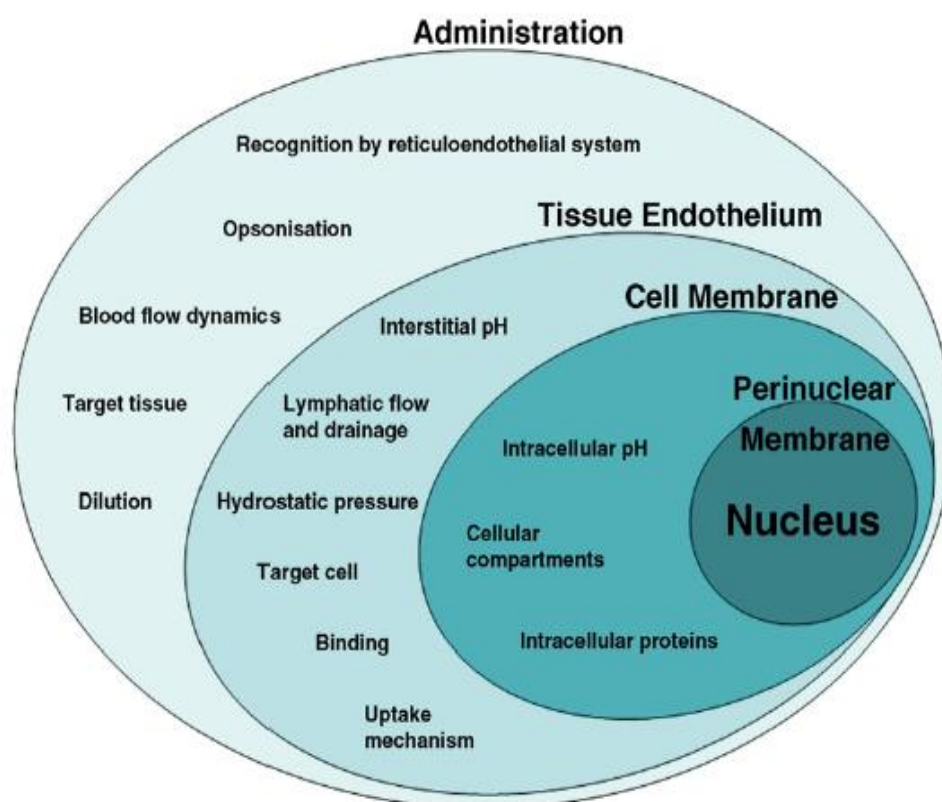 Administration
Recognition by reticuloendothelial system
Opsonisation
Tissue Endothelium
Blood flow dynamics
Interstitial pH
Cell Membrane
Target tissue
Lymphatic flow
and drainage
Perinuclear
Membrane
Intracellular pH
Dilution
Hydrostatic pressure
Nucleus
Cellular
compartments
Target cell
Binding
Intracellular proteins
Uptake
mechanism